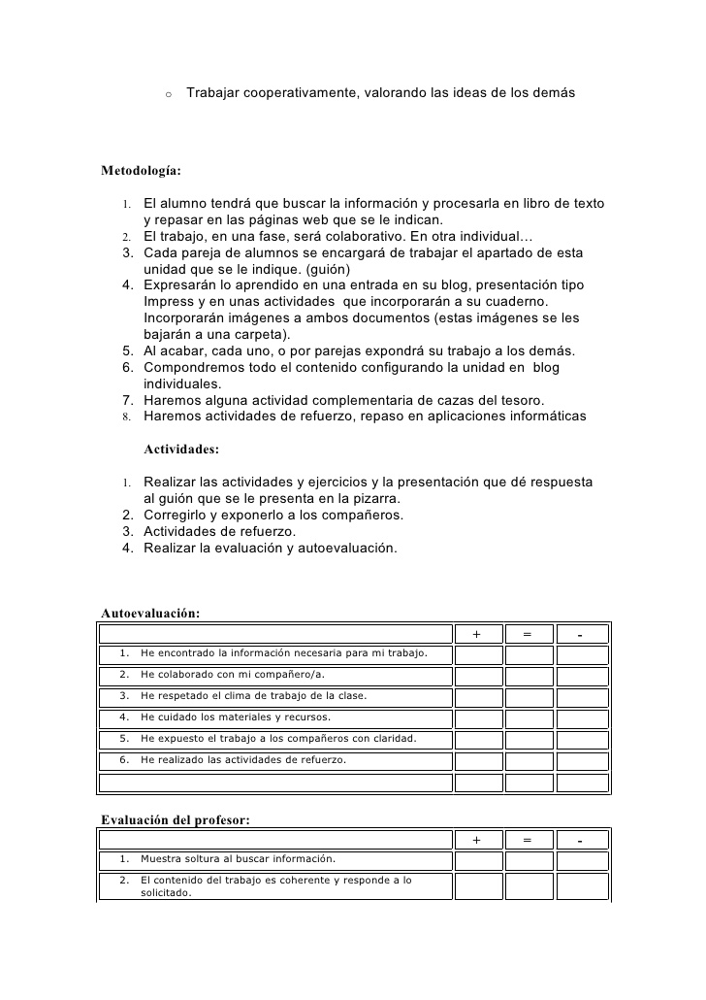 o Trabajar cooperativamente, valorando las ideas de los demás
Metodología:
1. El alumno tendrá que buscar la información y procesarla en libro de texto
y repasar en las páginas web que se le indican.
2. El trabajo, en una fase, será colaborativo. En otra individual…
3. Cada pareja de alumnos se encargará de trabajar el apartado de esta
unidad que se le indique. (guión)
4. Expresarán lo aprendido en una entrada en su blog, presentación tipo
Impress y en unas actividades que incorporarán a su cuaderno.
Incorporarán imágenes a ambos documentos (estas imágenes se les
bajarán a una carpeta).
5. Al acabar, cada uno, o por parejas expondrá su trabajo a los demás.
6. Compondremos todo el contenido configurando la unidad en blog
individuales.
7. Haremos alguna actividad complementaria de cazas del tesoro.
8. Haremos actividades de refuerzo, repaso en aplicaciones informáticas
Actividades:
1. Realizar las actividades y ejercicios y la presentación que dé respuesta
al guión que se le presenta en la pizarra.
2. Corregirlo y exponerlo a los compañeros.
3. Actividades de refuerzo.
4. Realizar la evaluación y autoevaluación.
Autoevaluación:
+ = -
1. He encontrado la información necesaria para mi trabajo.
2. He colaborado con mi compañero/a.
3. He respetado el clima de trabajo de la clase.
4. He cuidado los materiales y recursos.
5. He expuesto el trabajo a los compañeros con claridad.
6. He realizado las actividades de refuerzo.
Evaluación del profesor:
+ = -
1. Muestra soltura al buscar información.
2. El contenido del trabajo es coherente y responde a lo
solicitado.